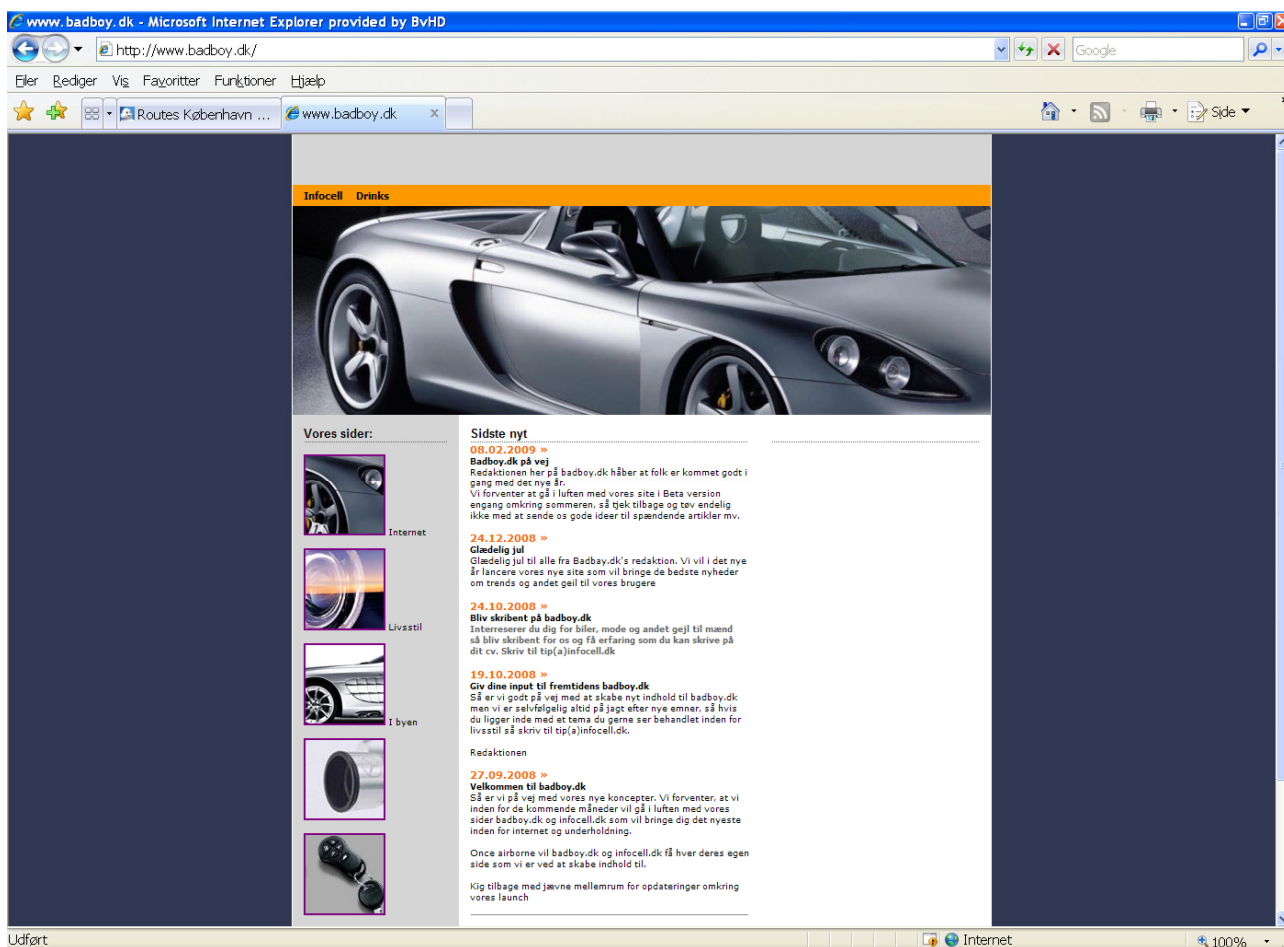 www.badboy.dk - Microsoft Internet Explorer provided by BvHD
http://www.badboy.dk/
Google
Filer Rediger Vis Favoritter Funktioner Hjælp
Routes København ... www.badboy.dk x
Side
Infocell Drinks
Vores sider:
Internet
Livsstil
I byen
Sidste nyt
08.02.2009 »
Badboy.dk på vej
Redaktionen her på badboy.dk håber at folk er kommet godt i
gang med det nye år.
Vi forventer at gå i luften med vores site i Beta version
engang omkring sommeren, så tjek tilbage og tøv endelig
ikke med at sende os gode ideer til spændende artikler mv.
24.12.2008 »
Glædelig jul
Glædelig jul til alle fra Badbay.dk's redaktion. Vi vil i det nye
år lancere vores nye site som vil bringe de bedste nyheder
om trends og andet geil til vores brugere
24.10.2008 »
Bliv skribent på badboy.dk
Interreserer du dig for biler, mode og andet gejl til mænd
så bliv skribent for os og få erfaring som du kan skrive på
dit cv. Skriv til tip(a)infocell.dk
19.10.2008 »
Giv dine input til fremtidens badboy.dk
Så er vi godt på vej med at skabe nyt indhold til badboy.dk
men vi er selvfølgelig altid på jagt efter nye emner, så hvis
du ligger inde med et tema du gerne ser behandlet inden for
livsstil så skriv til tip(a)infocell.dk.
Redaktionen
27.09.2008 »
Velkommen til badboy.dk
Så er vi på vej med vores nye koncepter. Vi forventer, at vi
inden for de kommende måneder vil gå i luften med vores
sider badboy.dk og infocell.dk som vil bringe dig det nyeste
inden for internet og underholdning.
Once airborne vil badboy.dk og infocell.dk få hver deres egen
side som vi er ved at skabe indhold til.
Kig tilbage med jævne mellemrum for opdateringer omkring
vores launch
Udført
Internet
100%